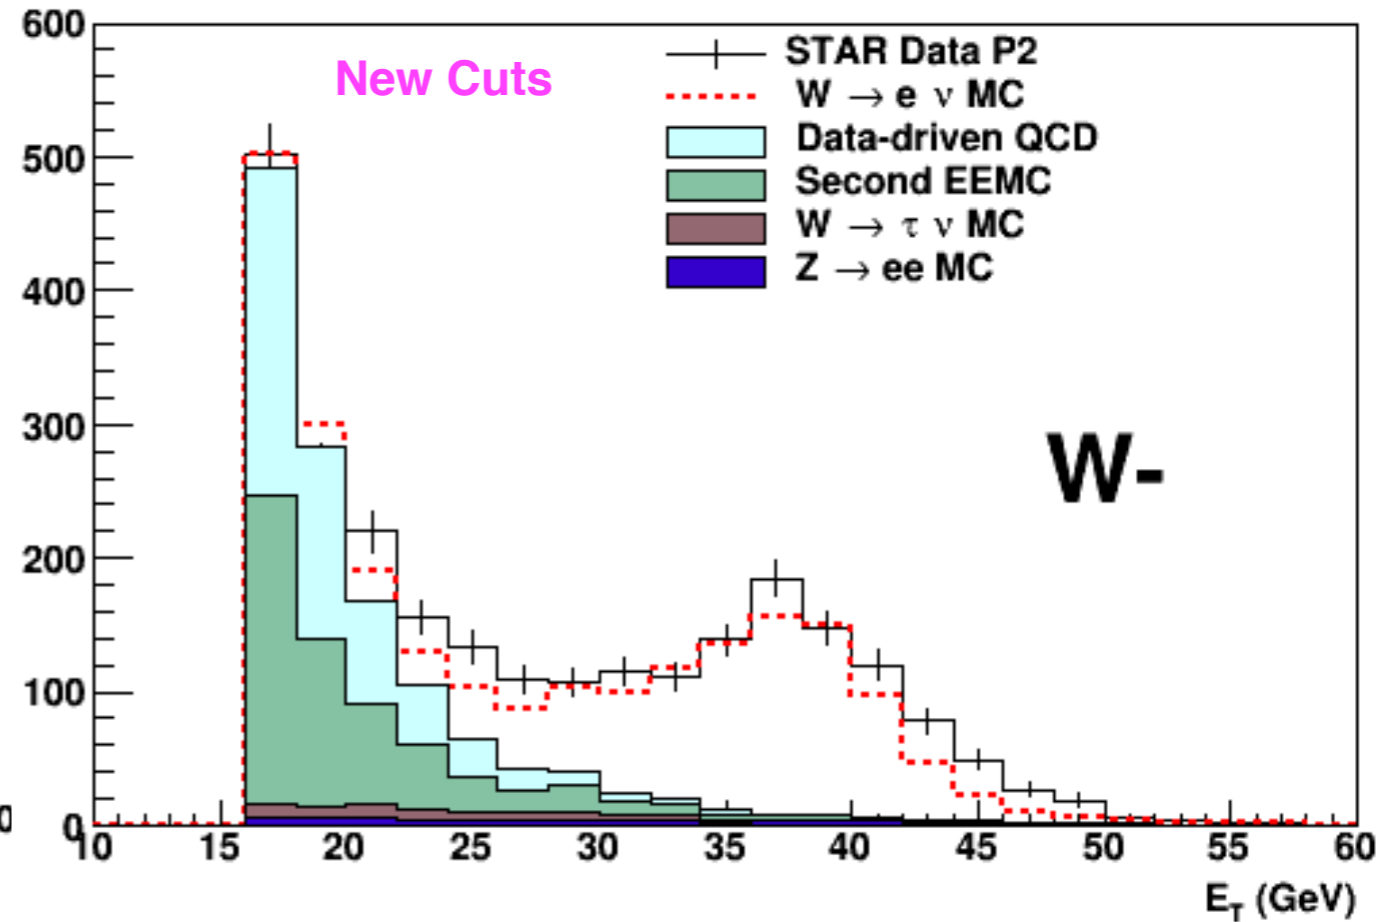 600
New Cuts
STAR Data P2
W → e ν MC
Data-driven QCD
500
Second EEMC
W → τ ν MC
Z → ee MC
400
300
W-
200
100
0
10 15 20 25 30 35 40 45 50 55 60
E_T (GeV)